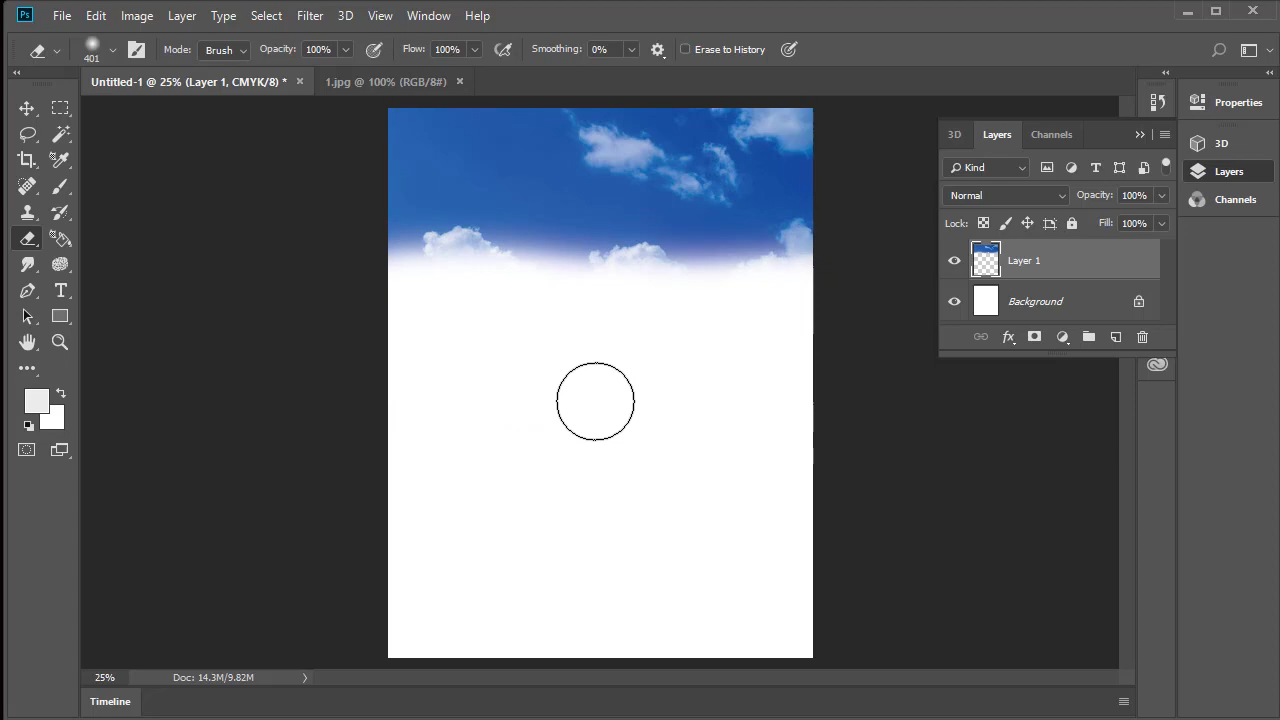 Ps File Edit Image Layer Type Select Filter 3D View Window Help
401 Mode: Brush Opacity: 100% Flow: 100% Smoothing: 0% Erase to History
Untitled-1 @ 25% (Layer 1, CMYK/8) * 1.jpg @ 100% (RGB/8#)
3D Layers Channels
Kind
Normal Opacity: 100%
Lock: Fill: 100%
Layer 1
Background
fx
Properties
3D
Layers
Channels
25% Doc: 14.3M/9.82M
Timeline